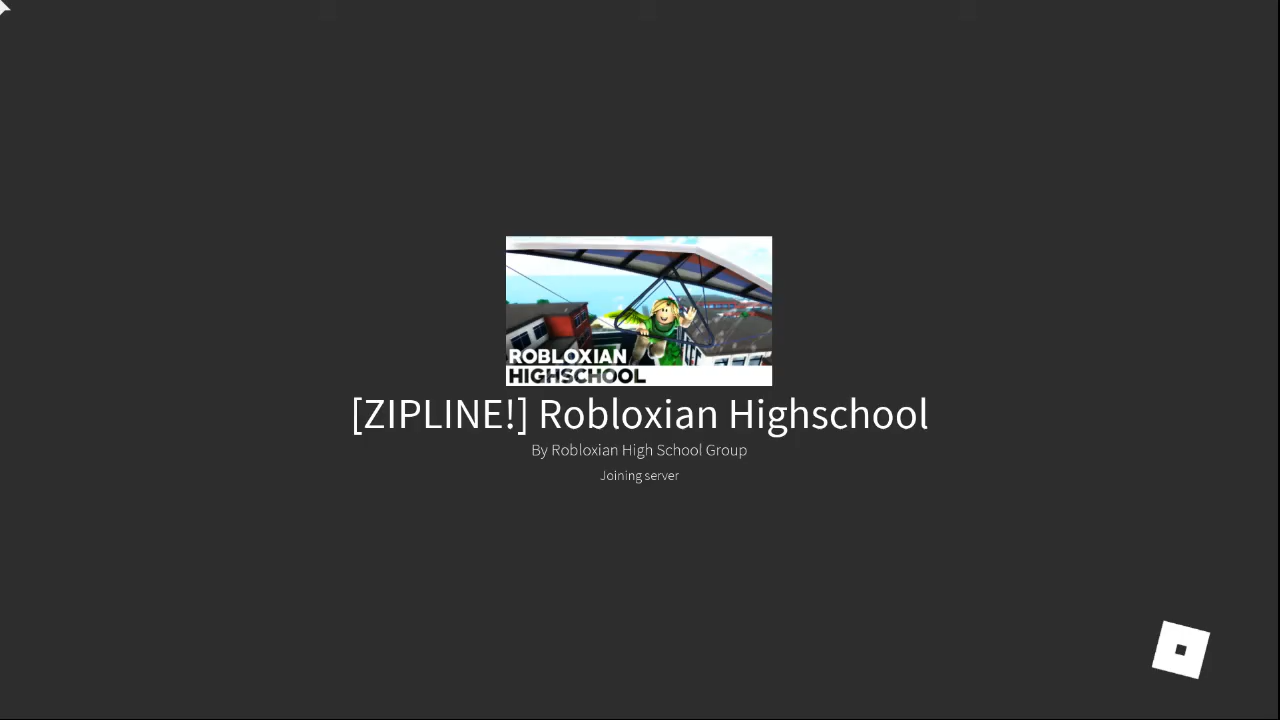 ROBLOXIAN
HIGHSCHOOL
[ZIPLINE!] Robloxian Highschool
By Robloxian High School Group
Joining server